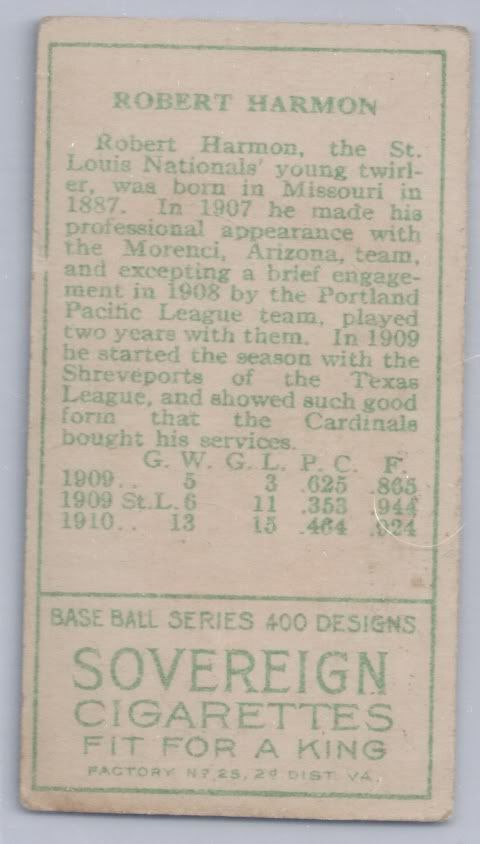 ROBERT HARMON
Robert Harmon, the St.
Louis Nationals' young twirl-
er, was born in Missouri in
1887. In 1907 he made his
professional appearance with
the Morenci, Arizona, team,
and excepting a brief engage-
ment in 1908 by the Portland
Pacific League team, played
two years with them. In 1909
he started the season with the
Shreveports of the Texas
League, and showed such good
form that the Cardinals
bought his services.
G. W. G. L. P. C. F.
1909.. 5 3 .625 .865
1909 St.L. 6 11 .353 .944
1910.. 13 15 .464 .924
BASE BALL SERIES 400 DESIGNS
SOVEREIGN
CIGARETTES
FIT FOR A KING
FACTORY No 25, 2d DIST. VA.